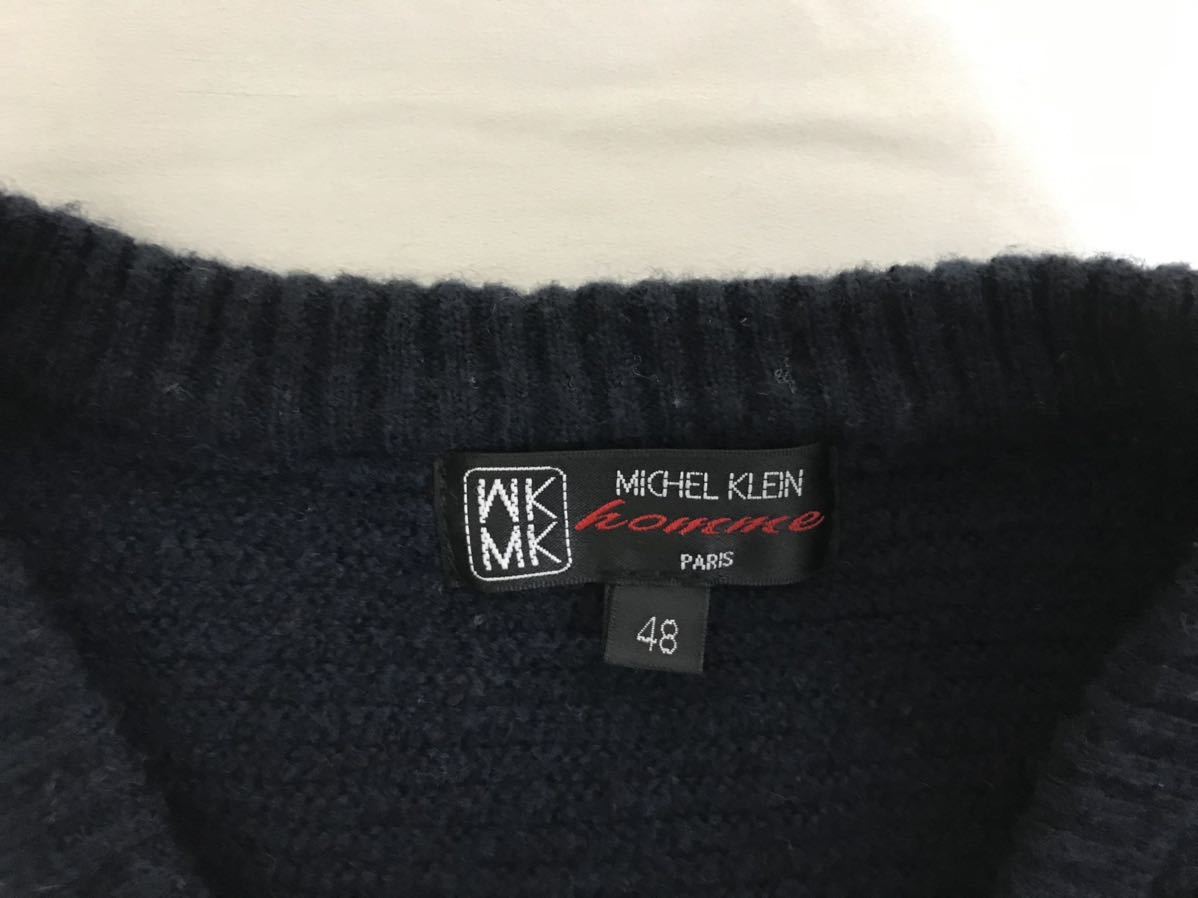 MK
MK
MICHEL KLEIN
homme
PARIS
48